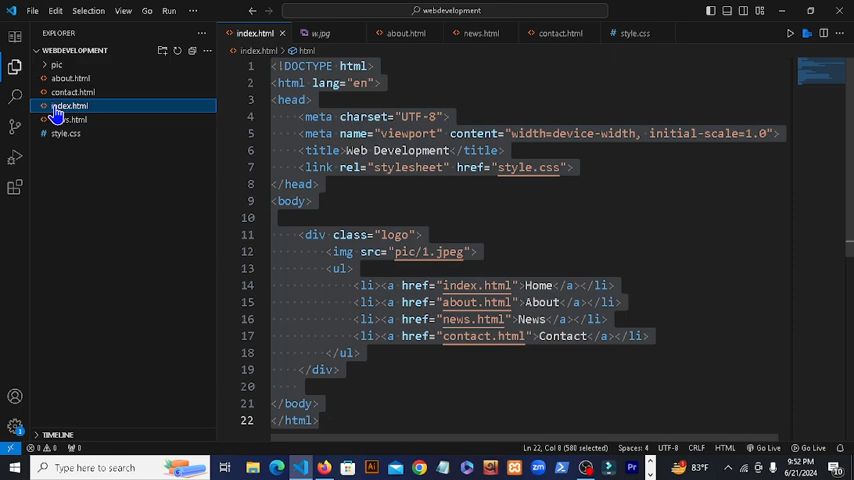 File Edit Selection View Go Run ··· webdevelopment
EXPLORER ···
WEBDEVELOPMENT
pic
about.html
contact.html
index.html
s.html
style.css
TIMELINE
index.html w.jpg about.html news.html contact.html style.css
index.html > html
1 <!DOCTYPE html>
2 <html lang="en">
3 <head>
4 <meta charset="UTF-8">
5 <meta name="viewport" content="width=device-width, initial-scale=1.0">
6 <title>Web Development</title>
7 <link rel="stylesheet" href="style.css">
8 </head>
9 <body>
10
11 <div class="logo">
12 <img src="pic/1.jpeg">
13 <ul>
14 <li><a href="index.html">Home</a></li>
15 <li><a href="about.html">About</a></li>
16 <li><a href="news.html">News</a></li>
17 <li><a href="contact.html">Contact</a></li>
18 </ul>
19 </div>
20
21 </body>
22 </html>
0 0 0 Ln 22, Col 8 (580 selected) Spaces: 4 UTF-8 CRLF HTML Go Live Go Live
Type here to search 83°F 9:52 PM
6/21/2024